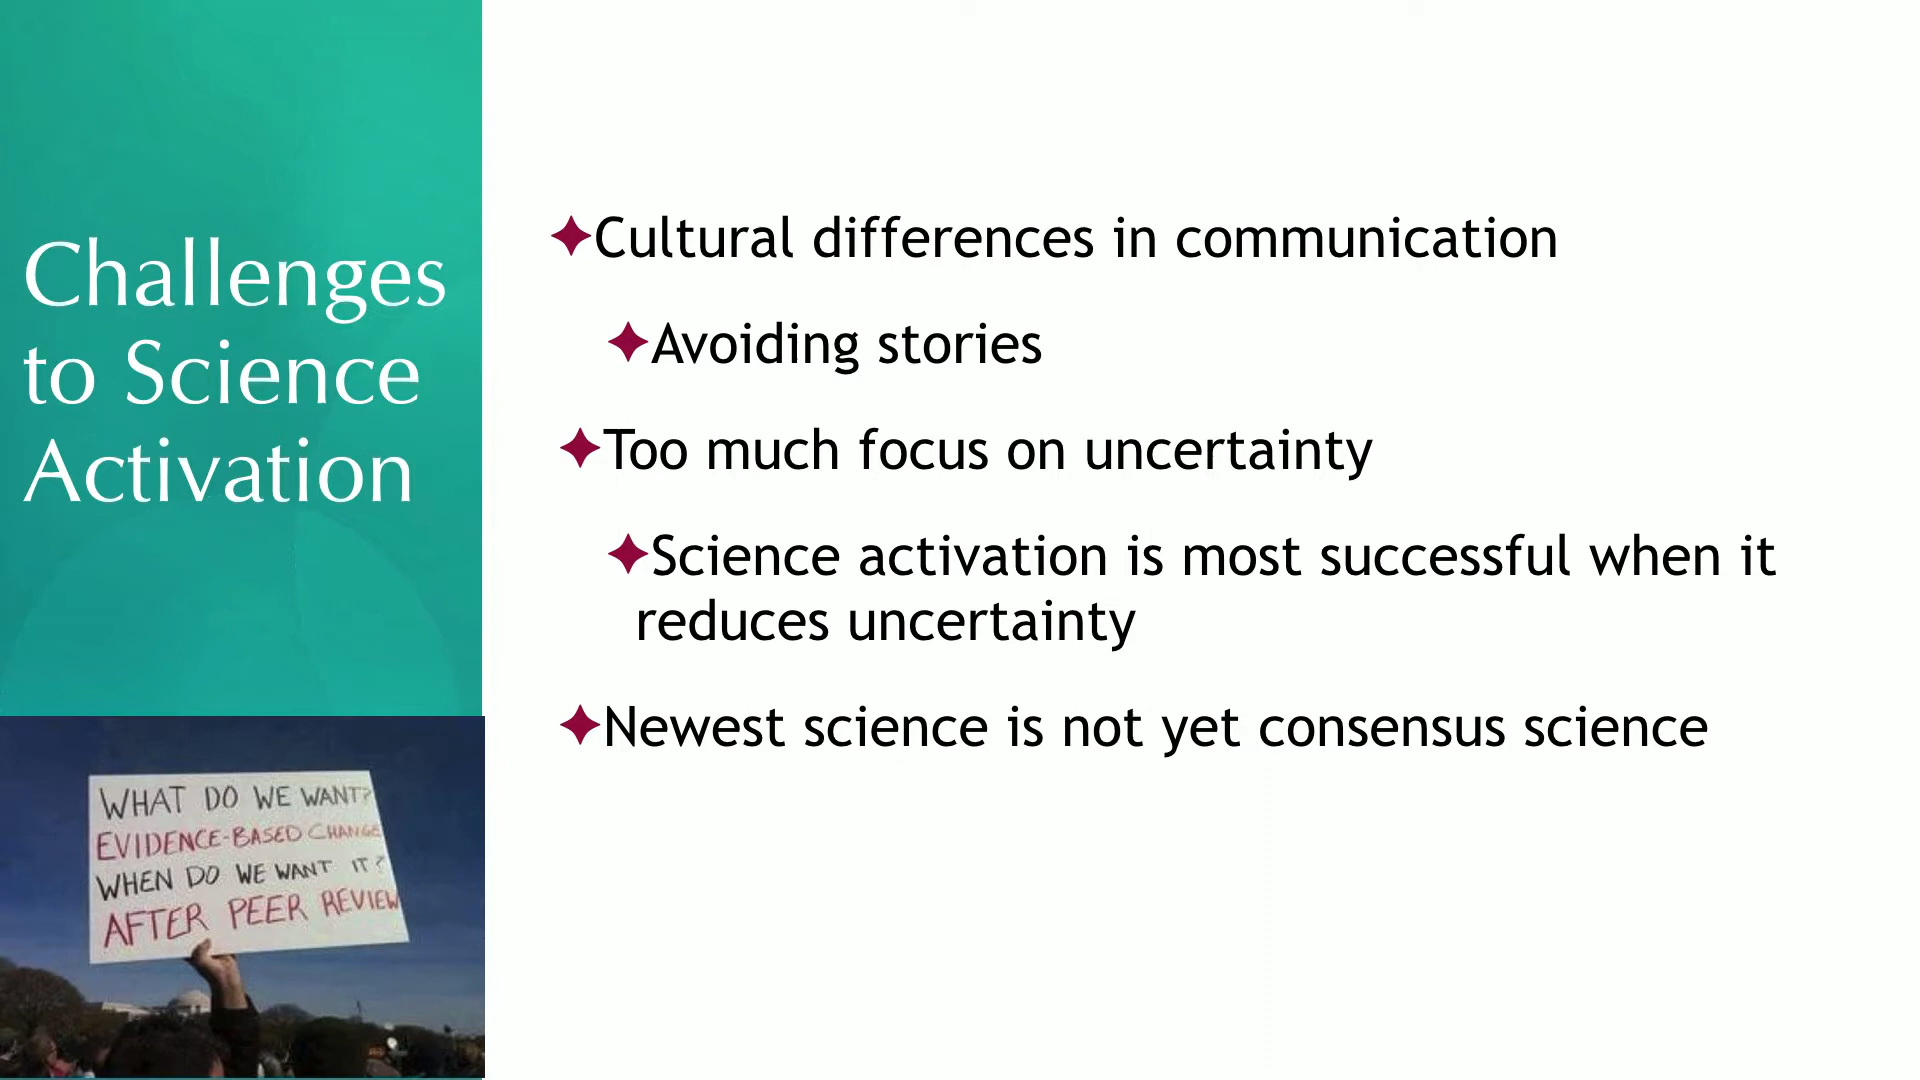 Challenges
to Science
Activation
Cultural differences in communication
Avoiding stories
Too much focus on uncertainty
Science activation is most successful when it
reduces uncertainty
Newest science is not yet consensus science
WHAT DO WE WANT?
EVIDENCE-BASED CHANGE
WHEN DO WE WANT IT?
AFTER PEER REVIEW